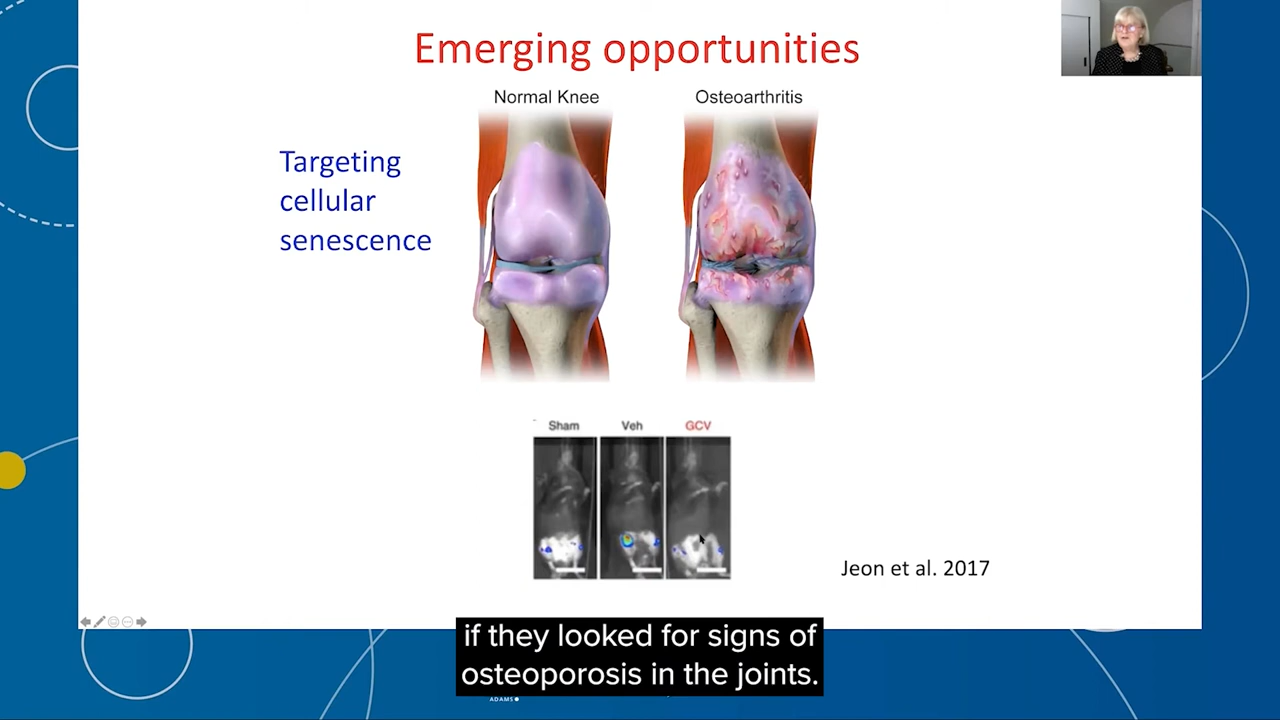 Emerging opportunities
Normal Knee
Osteoarthritis
Targeting
cellular
senescence
Sham
Veh
GCV
Jeon et al. 2017
if they looked for signs of
osteoporosis in the joints.
ADAMS